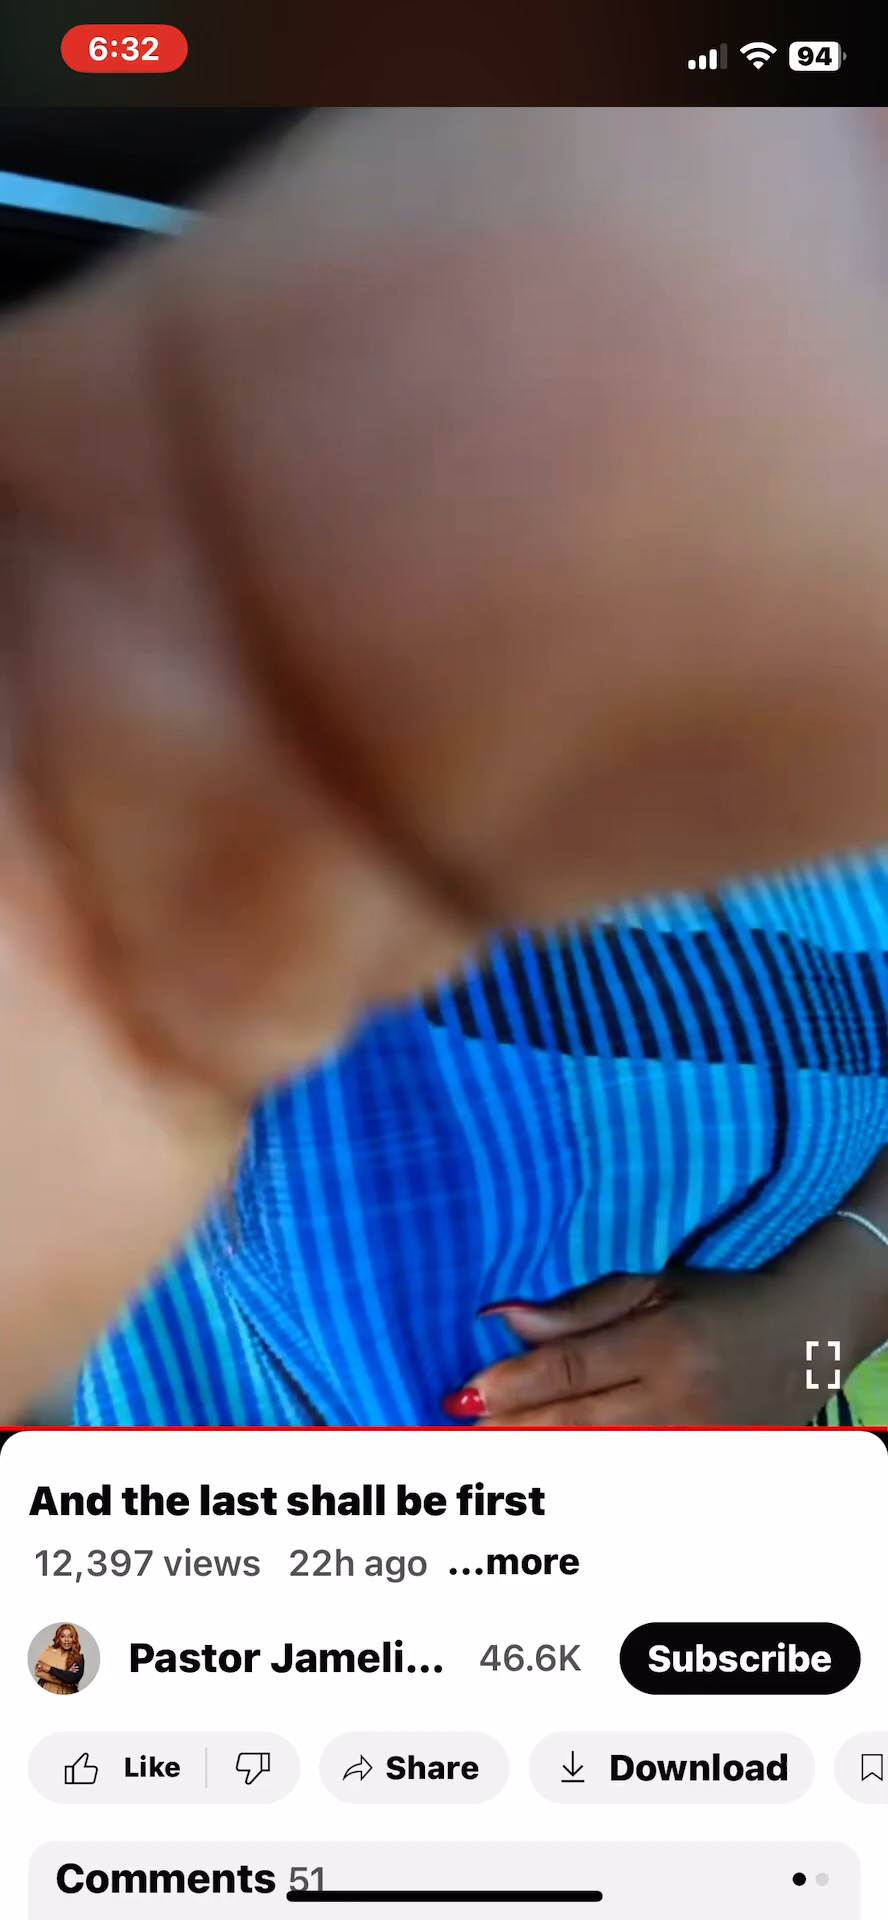 6:32
94
And the last shall be first
12,397 views 22h ago ...more
Pastor Jameli... 46.6K Subscribe
Like Share Download
Comments 51